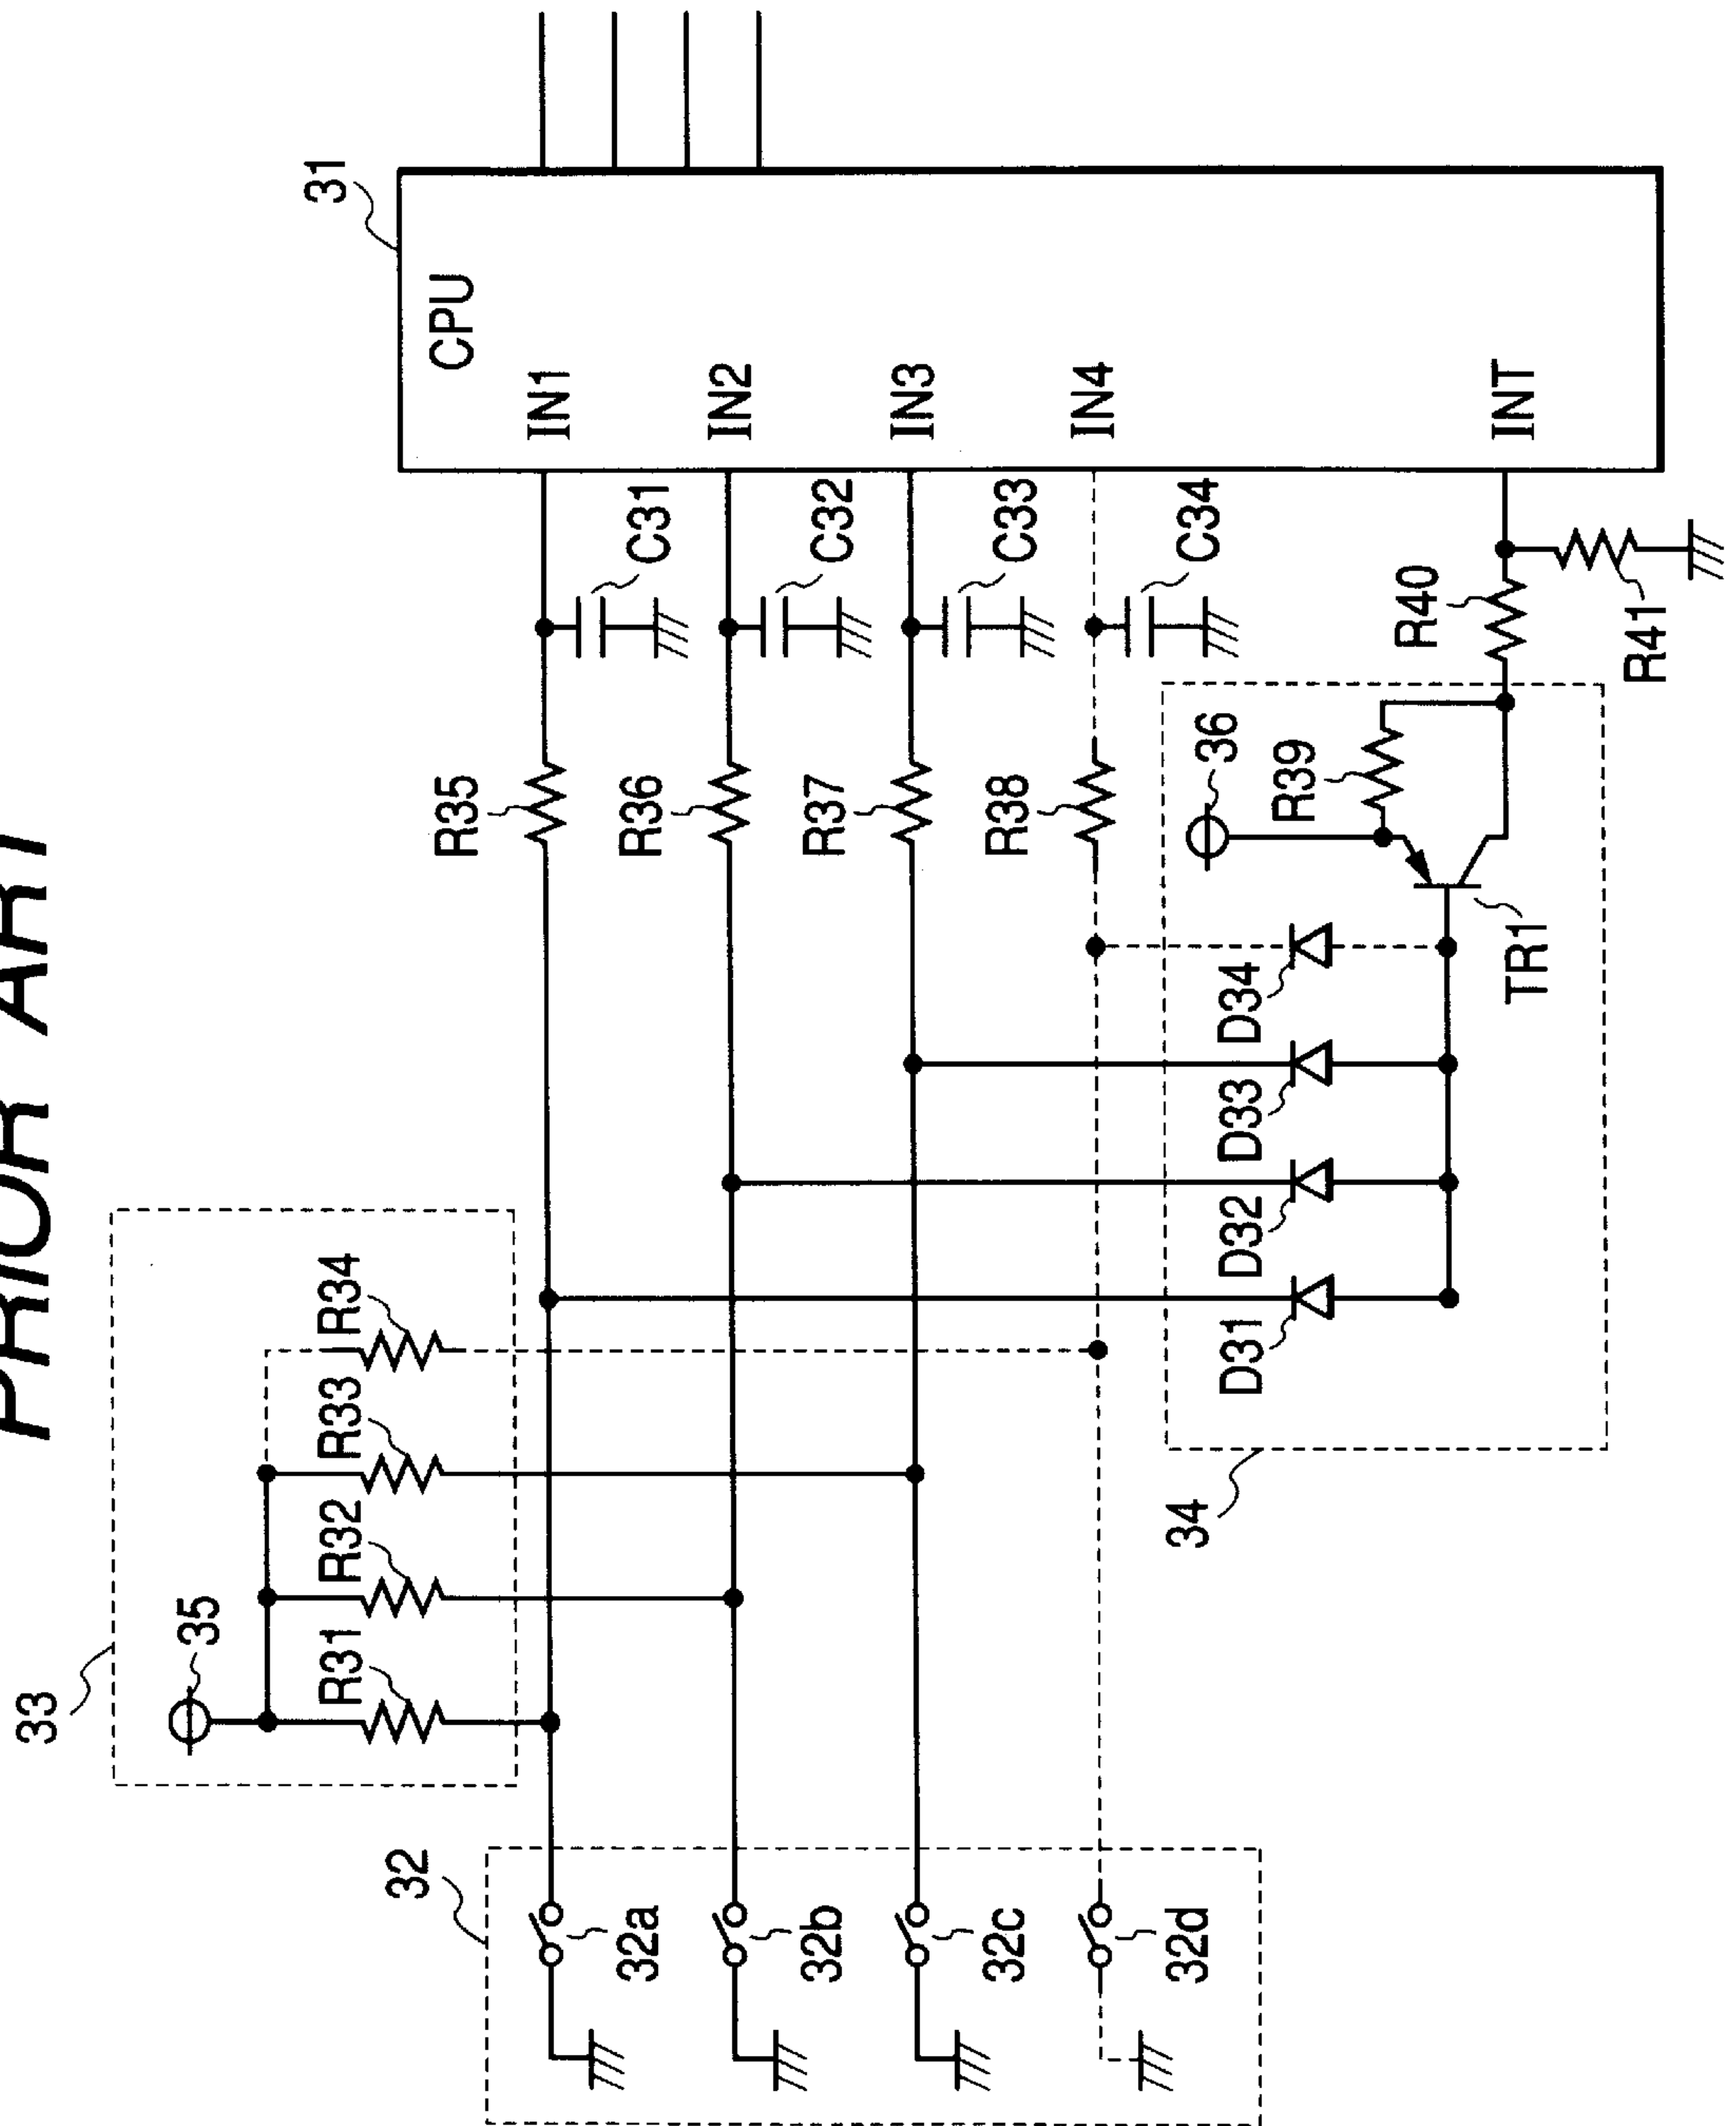 PRIOR ART
33
35
R31
R32
R33
R34
32
32a
32b
32c
32d
R35
R36
R37
R38
C31
C32
C33
C34
31
CPU
IN1
IN2
IN3
IN4
INT
34
D31
D32
D33
D34
36
R39
TR1
R40
R41